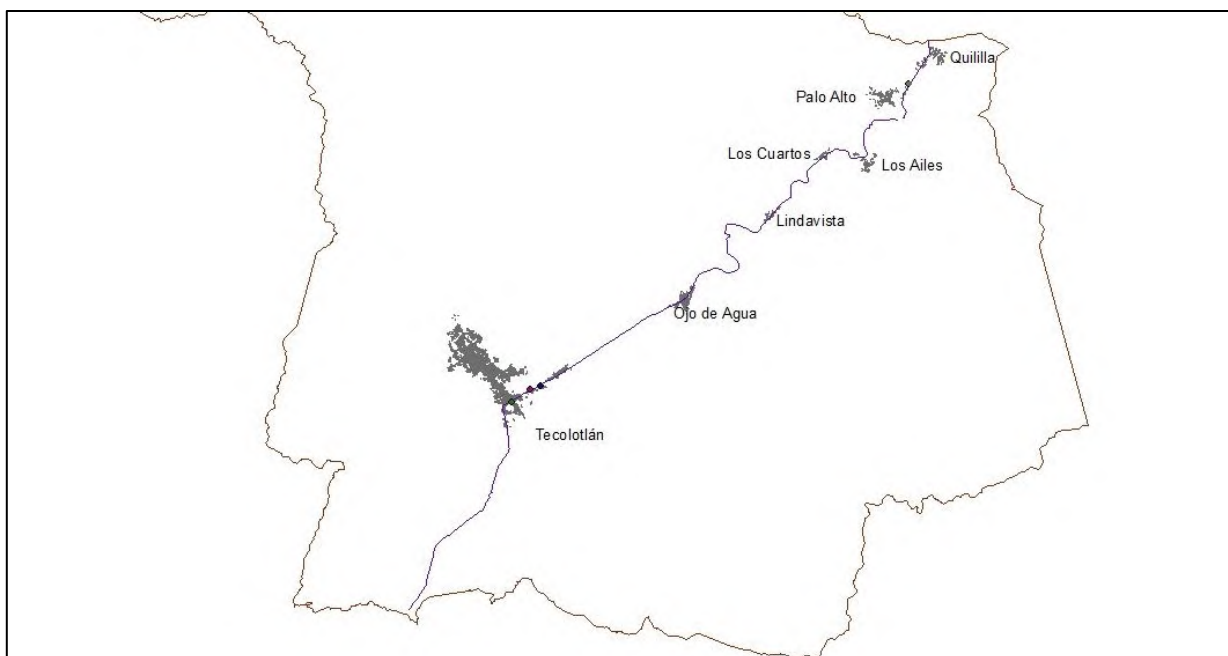 Quililla
Palo Alto
Los Cuartos
Los Ailes
Lindavista
Ojo de Agua
Tecolotlán